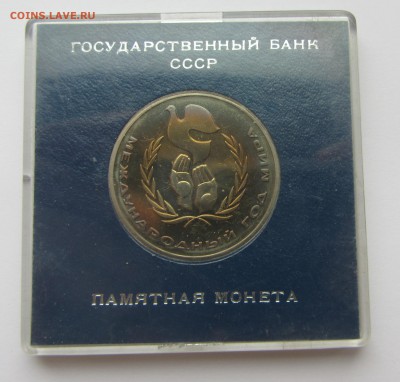 COINS.LAVE.RU
ГОСУДАРСТВЕННЫЙ БАНК
СССР
МЕЖДУНАРОДНЫЙ ГОД МИРА
ПАМЯТНАЯ МОНЕТА